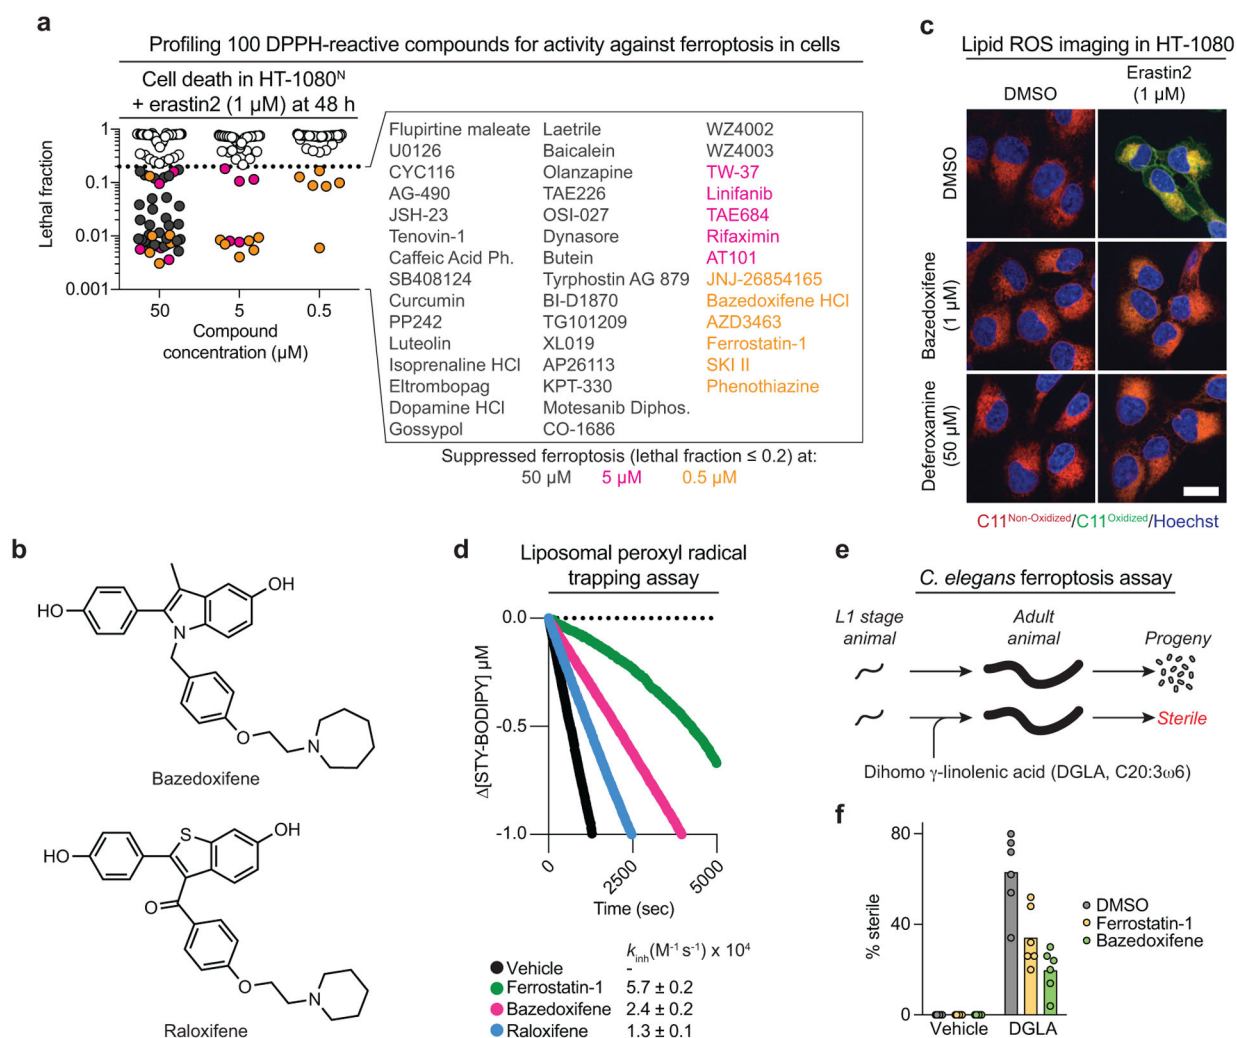 a
Profiling 100 DPPH-reactive compounds for activity against ferroptosis in cells
Cell death in HT-1080ᴺ
+ erastin2 (1 µM) at 48 h
Lethal fraction
1
0.1
0.01
0.001
50
5
0.5
Compound
concentration (µM)
Flupirtine maleate Laetrile WZ4002
U0126 Baicalein WZ4003
CYC116 Olanzapine TW-37
AG-490 TAE226 Linifanib
JSH-23 OSI-027 TAE684
Tenovin-1 Dynasore Rifaximin
Caffeic Acid Ph. Butein AT101
SB408124 Tyrphostin AG 879 JNJ-26854165
Curcumin BI-D1870 Bazedoxifene HCl
PP242 TG101209 AZD3463
Luteolin XL019 Ferrostatin-1
Isoprenaline HCl AP26113 SKI II
Eltrombopag KPT-330 Phenothiazine
Dopamine HCl Motesanib Diphos.
Gossypol CO-1686
Suppressed ferroptosis (lethal fraction ≤ 0.2) at:
50 µM 5 µM 0.5 µM
c
Lipid ROS imaging in HT-1080
DMSO
Erastin2
(1 µM)
DMSO
Bazedoxifene
(1 µM)
Deferoxamine
(50 µM)
C11Non-Oxidized/C11Oxidized/Hoechst
b
HO
OH
N
O
N
Bazedoxifene
HO
S
OH
O
O
N
Raloxifene
d
Liposomal peroxyl radical
trapping assay
Δ[STY-BODIPY] µM
0.0
-0.5
-1.0
0
2500
5000
Time (sec)
kinh(M-1 s-1) x 10⁴
Vehicle -
Ferrostatin-1 5.7 ± 0.2
Bazedoxifene 2.4 ± 0.2
Raloxifene 1.3 ± 0.1
e
C. elegans ferroptosis assay
L1 stage
animal
Adult
animal
Progeny
Sterile
Dihomo γ-linolenic acid (DGLA, C20:3ω6)
f
% sterile
80
40
0
Vehicle
DGLA
DMSO
Ferrostatin-1
Bazedoxifene